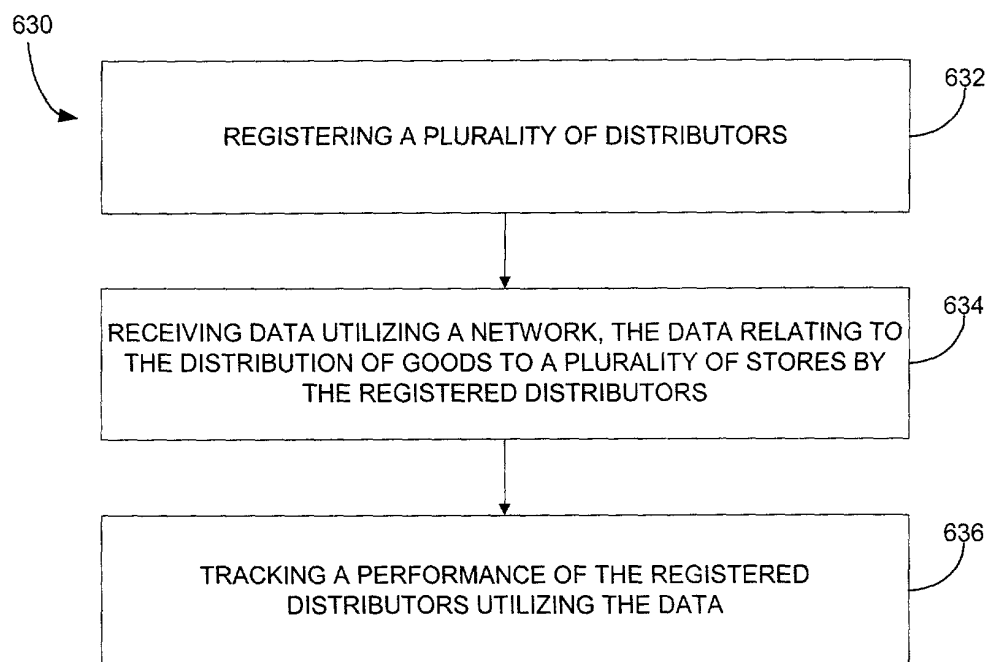 630
632
REGISTERING A PLURALITY OF DISTRIBUTORS
634
RECEIVING DATA UTILIZING A NETWORK, THE DATA RELATING TO
THE DISTRIBUTION OF GOODS TO A PLURALITY OF STORES BY
THE REGISTERED DISTRIBUTORS
636
TRACKING A PERFORMANCE OF THE REGISTERED
DISTRIBUTORS UTILIZING THE DATA